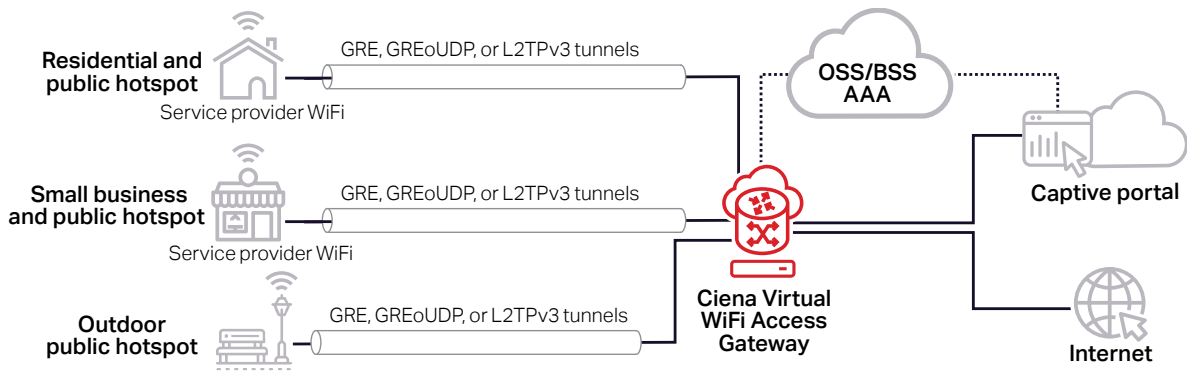 Residential and
public hotspot
Service provider WiFi
GRE, GREoUDP, or L2TPv3 tunnels
OSS/BSS
AAA
Captive portal
Small business
and public hotspot
Service provider WiFi
GRE, GREoUDP, or L2TPv3 tunnels
Ciena Virtual
WiFi Access
Gateway
Outdoor
public hotspot
GRE, GREoUDP, or L2TPv3 tunnels
Internet